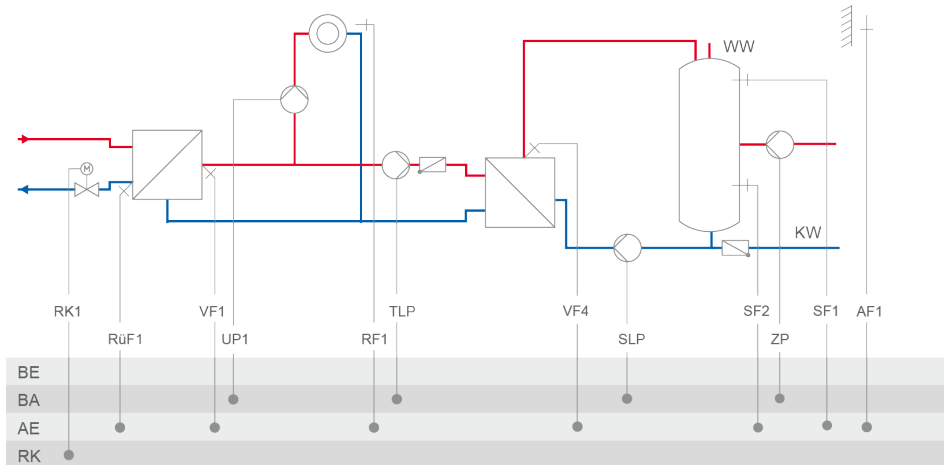 WW
M
KW
RK1 VF1 TLP VF4 SF2 SF1 AF1
RüF1 UP1 RF1 SLP ZP
BE
BA
AE
RK